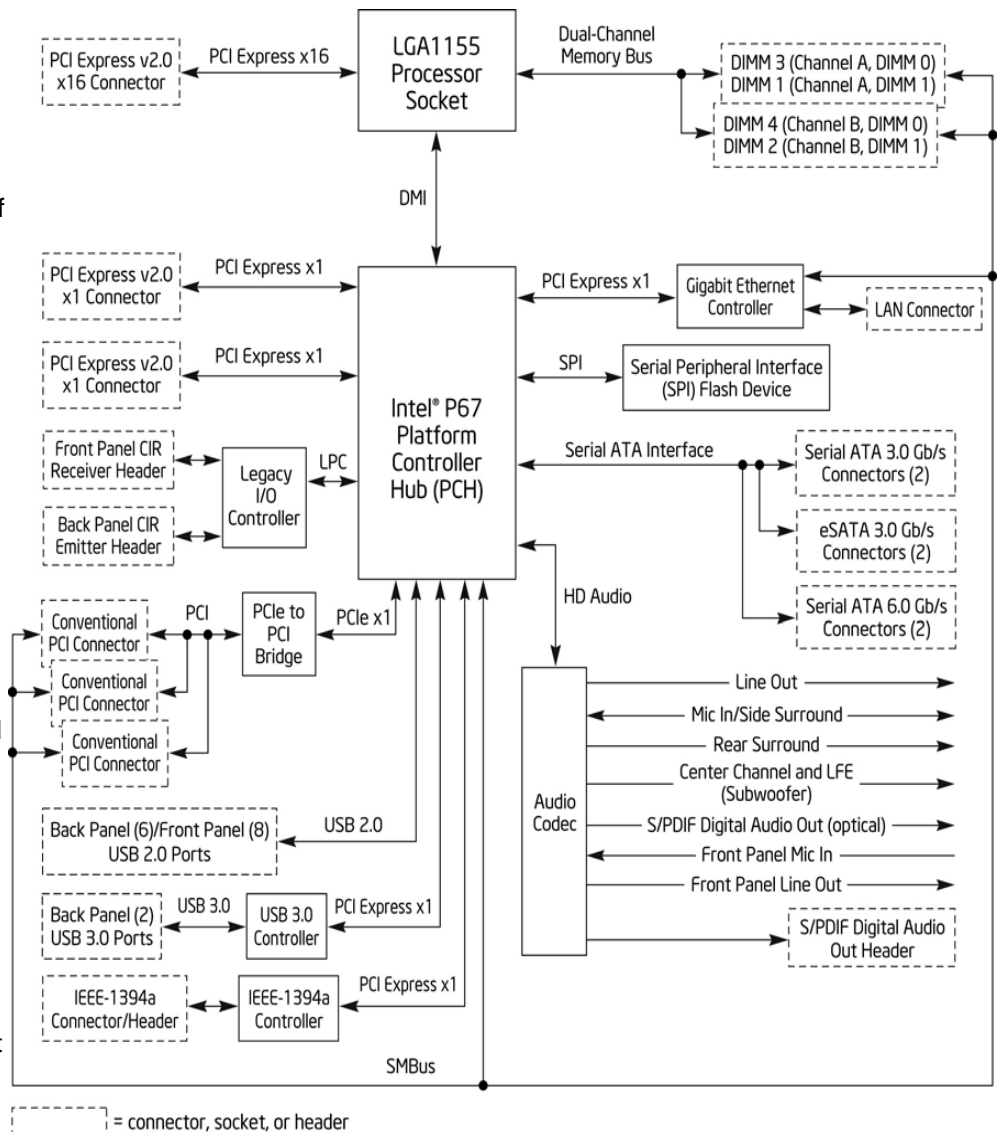 LGA1155
Processor
Socket
PCI Express v2.0
x16 Connector
PCI Express x16
Dual-Channel
Memory Bus
DIMM 3 (Channel A, DIMM 0)
DIMM 1 (Channel A, DIMM 1)
DIMM 4 (Channel B, DIMM 0)
DIMM 2 (Channel B, DIMM 1)
DMI
f
PCI Express v2.0
x1 Connector
PCI Express x1
PCI Express x1
Gigabit Ethernet
Controller
LAN Connector
PCI Express v2.0
x1 Connector
PCI Express x1
SPI
Serial Peripheral Interface
(SPI) Flash Device
Intel® P67
Platform
Controller
Hub (PCH)
Front Panel CIR
Receiver Header
Back Panel CIR
Emitter Header
Legacy
I/O
Controller
LPC
Serial ATA Interface
Serial ATA 3.0 Gb/s
Connectors (2)
eSATA 3.0 Gb/s
Connectors (2)
Serial ATA 6.0 Gb/s
Connectors (2)
HD Audio
Conventional
PCI Connector
Conventional
PCI Connector
Conventional
PCI Connector
PCI
PCIe to
PCI
Bridge
PCIe x1
Audio
Codec
Line Out
Mic In/Side Surround
Rear Surround
Center Channel and LFE
(Subwoofer)
S/PDIF Digital Audio Out (optical)
Front Panel Mic In
Front Panel Line Out
S/PDIF Digital Audio
Out Header
Back Panel (6)/Front Panel (8)
USB 2.0 Ports
USB 2.0
Back Panel (2)
USB 3.0 Ports
USB 3.0
USB 3.0
Controller
PCI Express x1
IEEE-1394a
Connector/Header
IEEE-1394a
Controller
PCI Express x1
SMBus
= connector, socket, or header